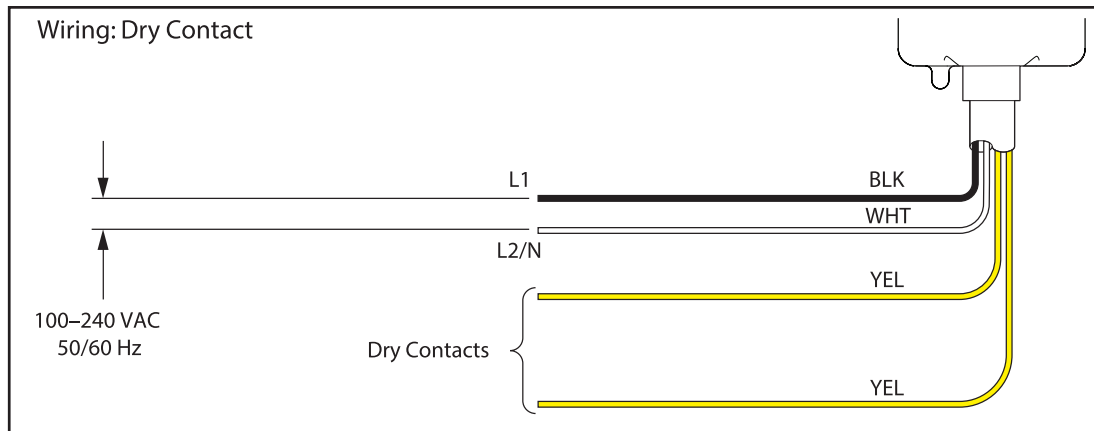 Wiring: Dry Contact
L1
BLK
WHT
L2/N
YEL
100–240 VAC
50/60 Hz
Dry Contacts
YEL